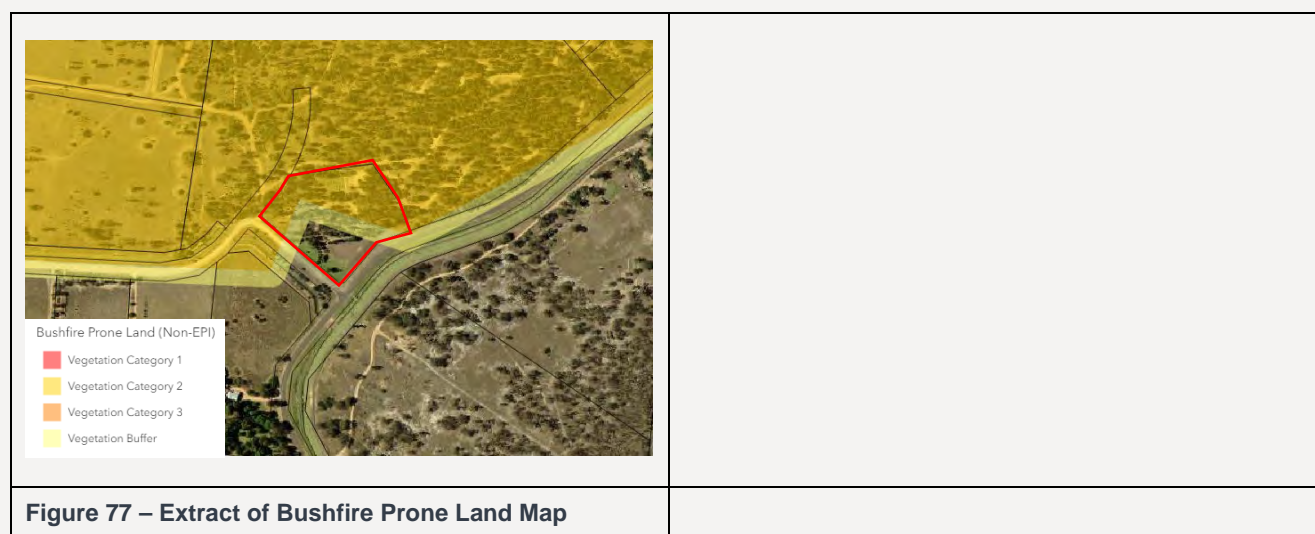 Bushfire Prone Land (Non-EPI)
Vegetation Category 1
Vegetation Category 2
Vegetation Category 3
Vegetation Buffer
Figure 77 – Extract of Bushfire Prone Land Map